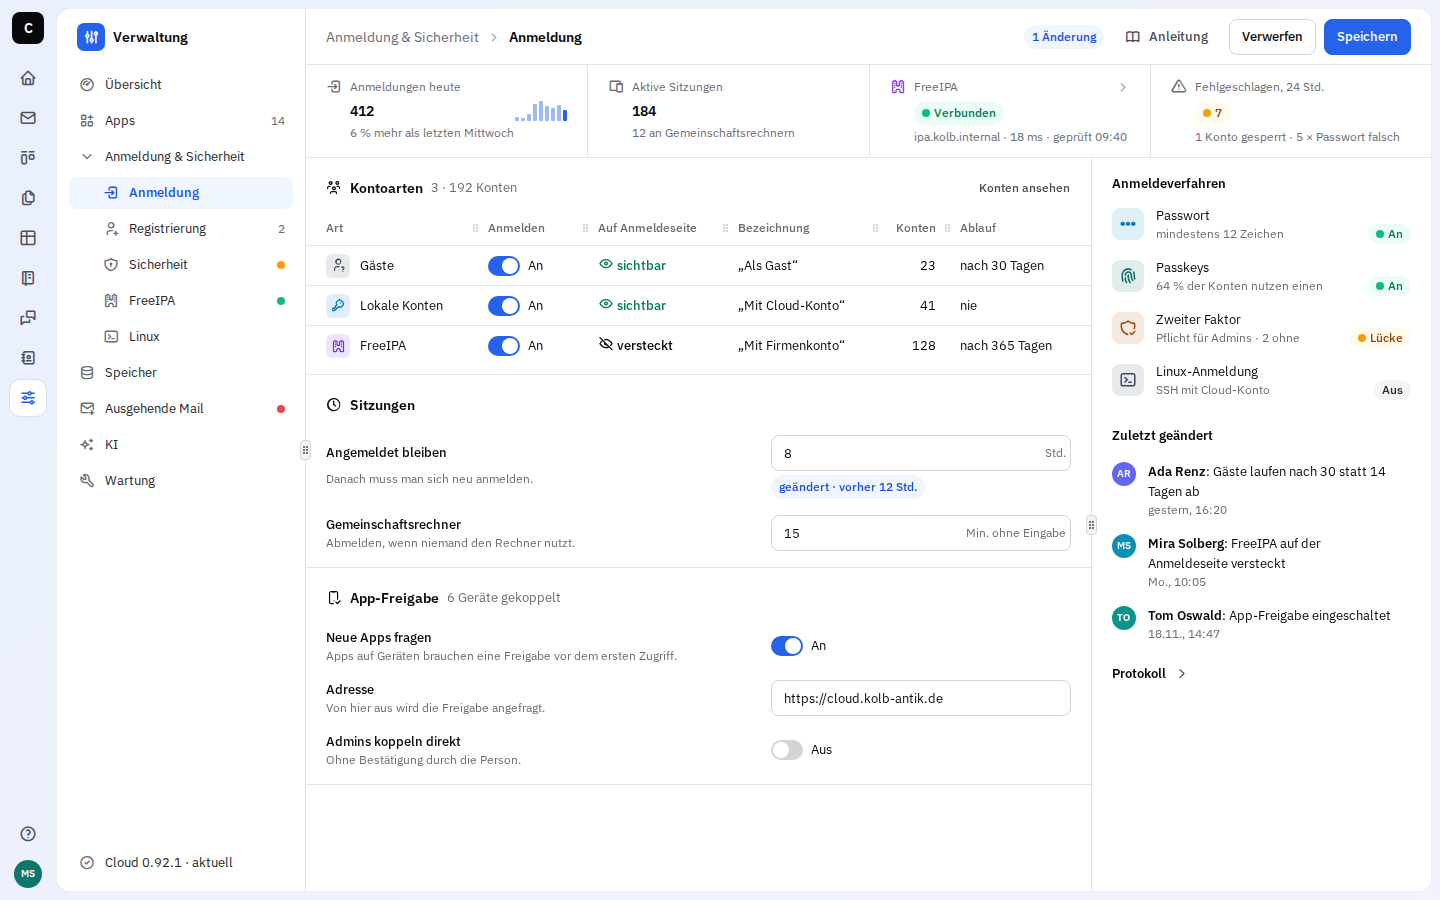 C
Verwaltung
Übersicht
Apps
14
Anmeldung & Sicherheit
Anmeldung
Registrierung
2
Sicherheit
FreeIPA
Linux
Speicher
Ausgehende Mail
KI
Wartung
Cloud 0.92.1 · aktuell
MS
Anmeldung & Sicherheit
Anmeldung
1 Änderung
Anleitung
Verwerfen
Speichern
Anmeldungen heute
412
6 % mehr als letzten Mittwoch
Aktive Sitzungen
184
12 an Gemeinschaftsrechnern
FreeIPA
Verbunden
ipa.kolb.internal · 18 ms · geprüft 09:40
Fehlgeschlagen, 24 Std.
7
1 Konto gesperrt · 5 × Passwort falsch
Kontoarten 3 · 192 Konten
Konten ansehen
Art Anmelden Auf Anmeldeseite Bezeichnung Konten Ablauf
Gäste An sichtbar „Als Gast“ 23 nach 30 Tagen
Lokale Konten An sichtbar „Mit Cloud-Konto“ 41 nie
FreeIPA An versteckt „Mit Firmenkonto“ 128 nach 365 Tagen
Sitzungen
Angemeldet bleiben
Danach muss man sich neu anmelden.
8 Std.
geändert · vorher 12 Std.
Gemeinschaftsrechner
Abmelden, wenn niemand den Rechner nutzt.
15 Min. ohne Eingabe
App-Freigabe 6 Geräte gekoppelt
Neue Apps fragen
Apps auf Geräten brauchen eine Freigabe vor dem ersten Zugriff.
An
Adresse
Von hier aus wird die Freigabe angefragt.
https://cloud.kolb-antik.de
Admins koppeln direkt
Ohne Bestätigung durch die Person.
Aus
Anmeldeverfahren
Passwort
mindestens 12 Zeichen
An
Passkeys
64 % der Konten nutzen einen
An
Zweiter Faktor
Pflicht für Admins · 2 ohne
Lücke
Linux-Anmeldung
SSH mit Cloud-Konto
Aus
Zuletzt geändert
AR
Ada Renz: Gäste laufen nach 30 statt 14
Tagen ab
gestern, 16:20
MS
Mira Solberg: FreeIPA auf der
Anmeldeseite versteckt
Mo., 10:05
TO
Tom Oswald: App-Freigabe eingeschaltet
18.11., 14:47
Protokoll